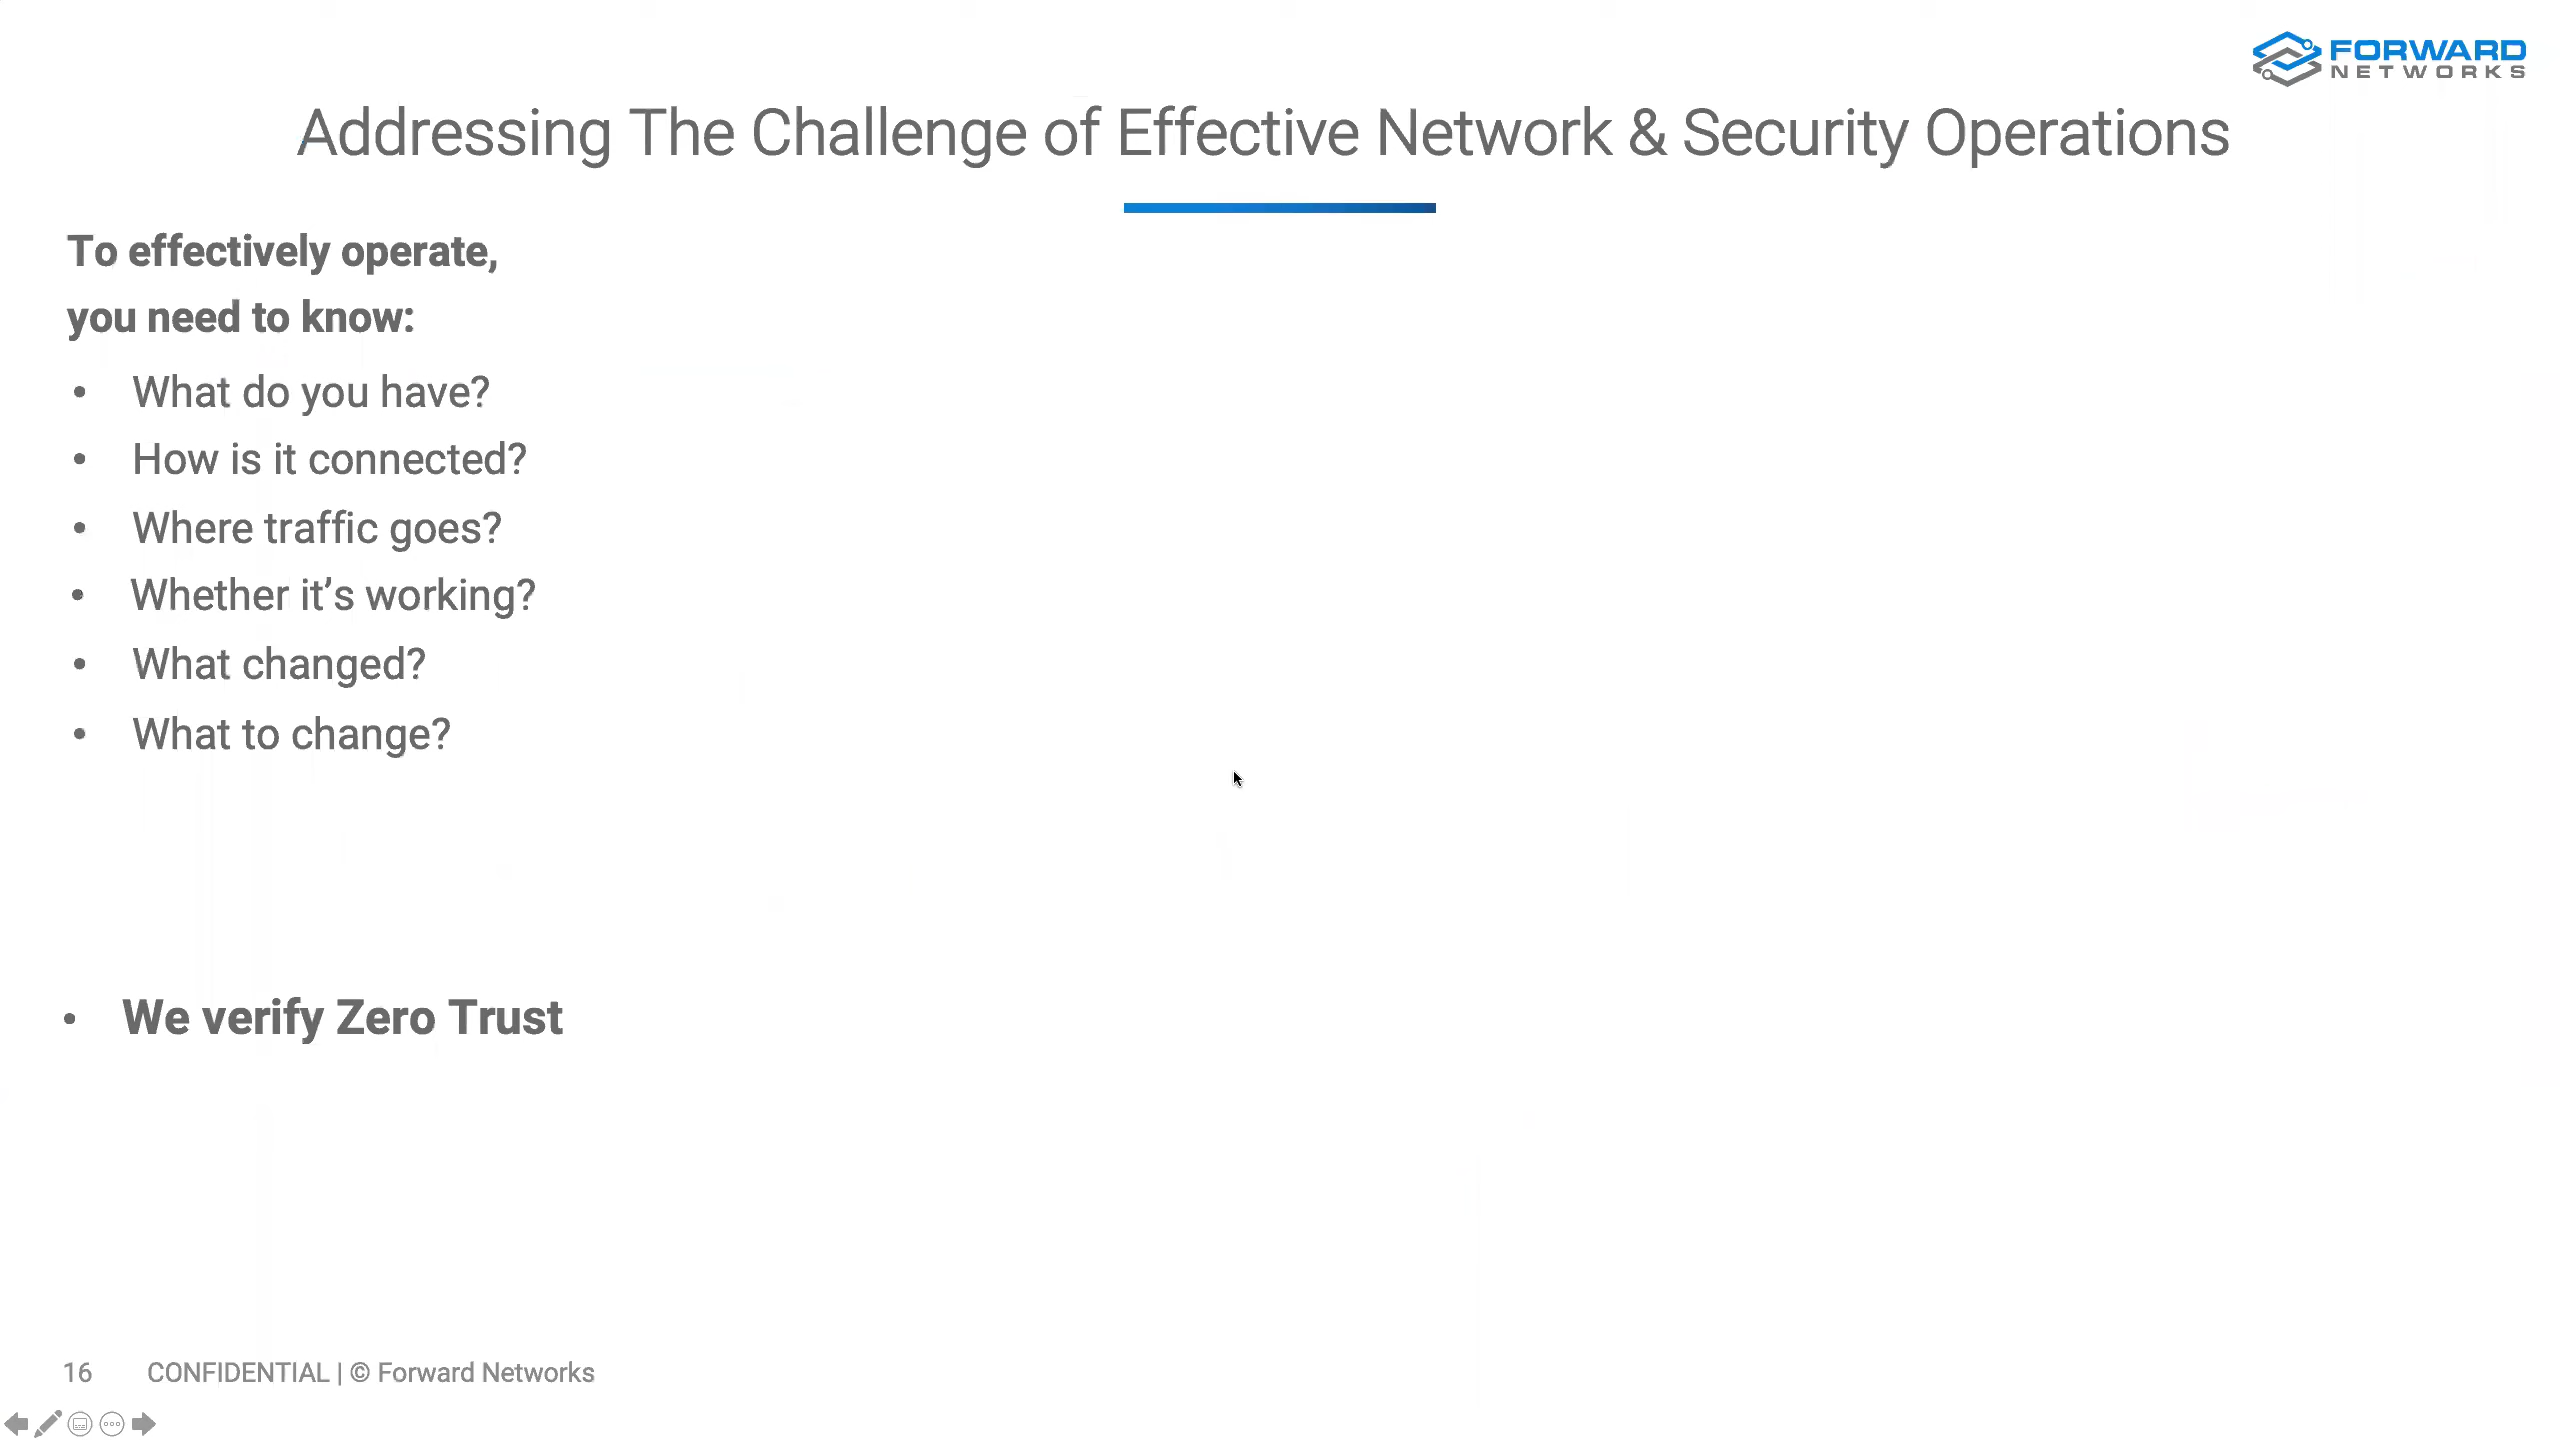 FORWARD
NETWORKS
Addressing The Challenge of Effective Network & Security Operations
To effectively operate,
you need to know:
• What do you have?
• How is it connected?
• Where traffic goes?
• Whether it’s working?
• What changed?
• What to change?
• We verify Zero Trust
16 CONFIDENTIAL | © Forward Networks